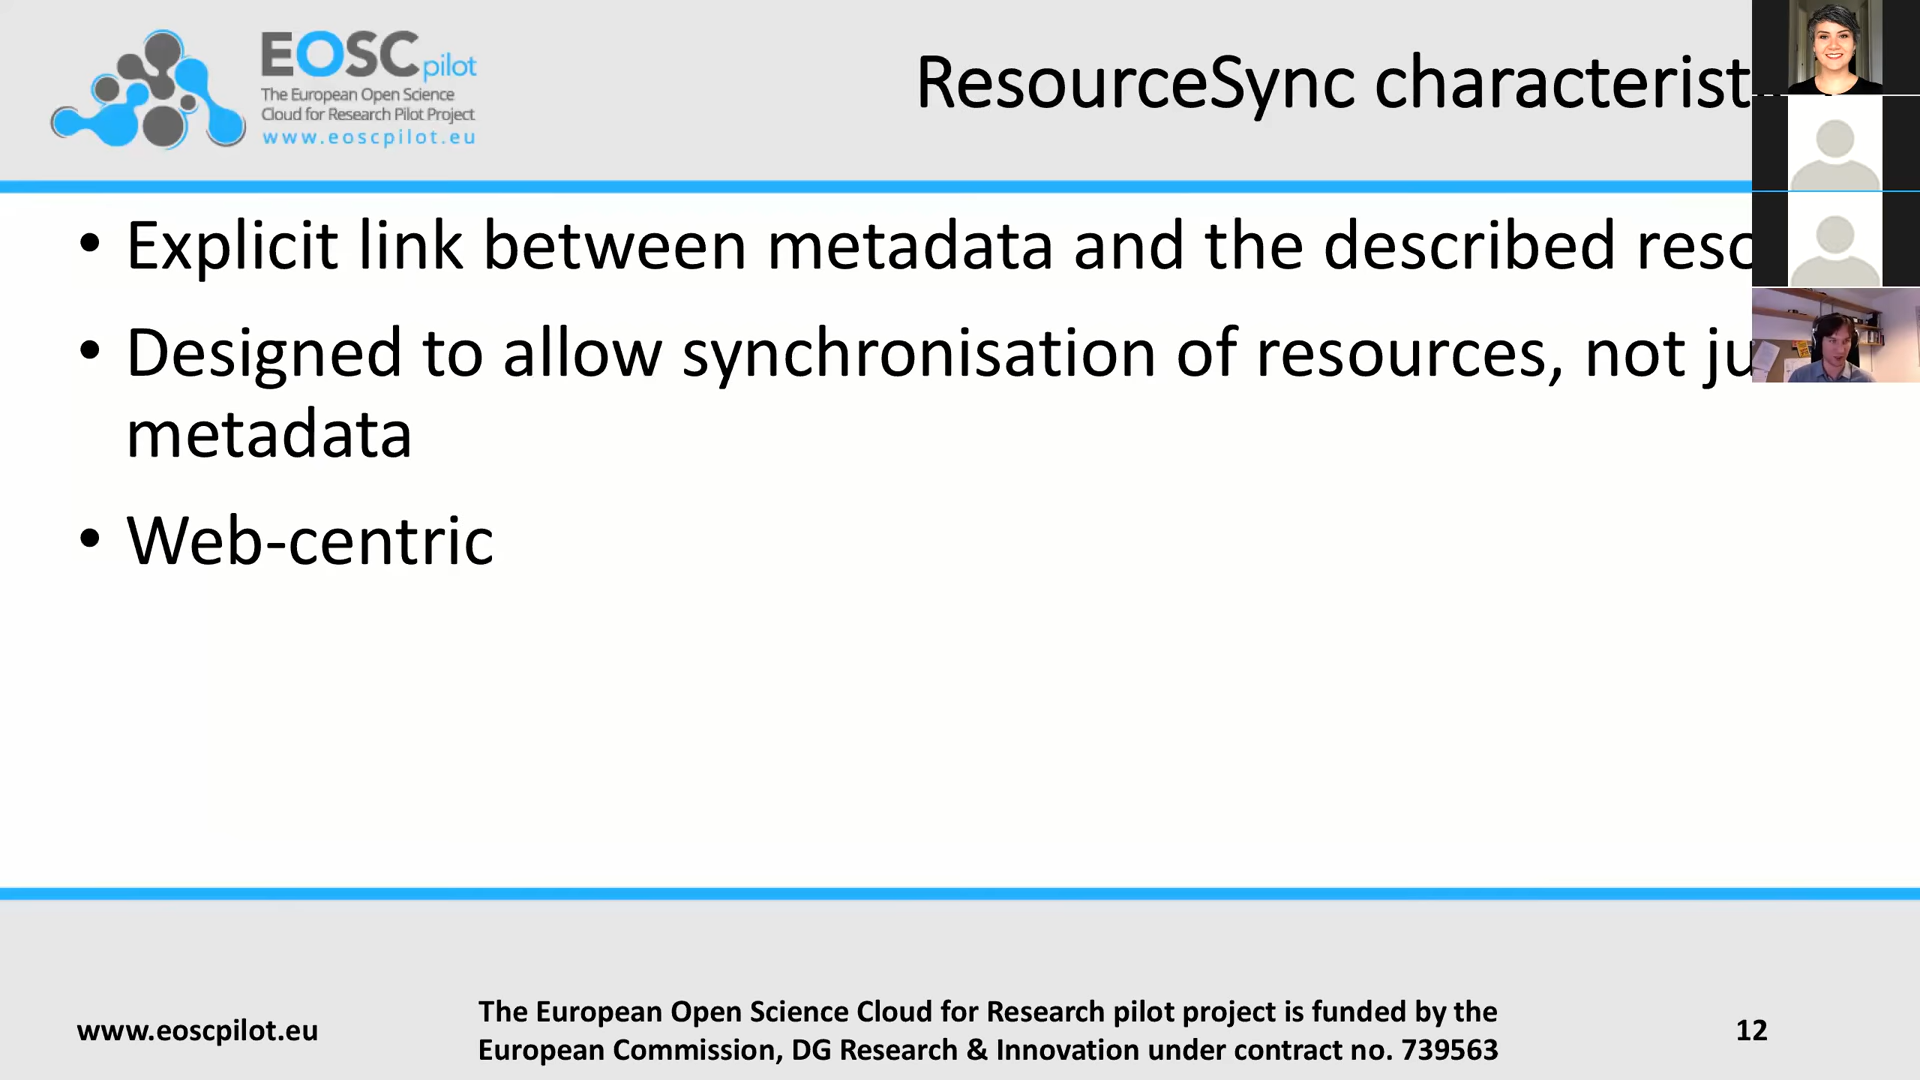 EOSCpilot
The European Open Science
Cloud for Research Pilot Project
www.eoscpilot.eu
ResourceSync
• Explicit link between metadata and the described
• Designed to allow synchronisation of resources, not
metadata
• Web-centric
www.eoscpilot.eu
The European Open Science Cloud for Research pilot project is funded by the
European Commission, DG Research & Innovation under contract no. 739563
12